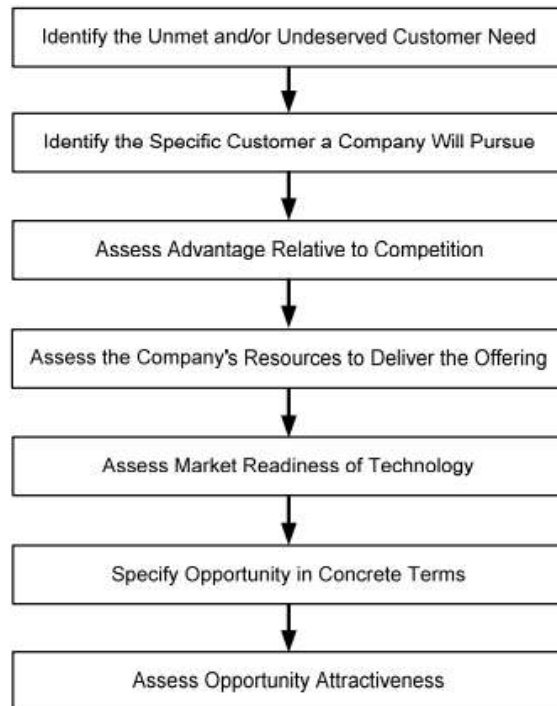 Identify the Unmet and/or Undeserved Customer Need
Identify the Specific Customer a Company Will Pursue
Assess Advantage Relative to Competition
Assess the Company's Resources to Deliver the Offering
Assess Market Readiness of Technology
Specify Opportunity in Concrete Terms
Assess Opportunity Attractiveness